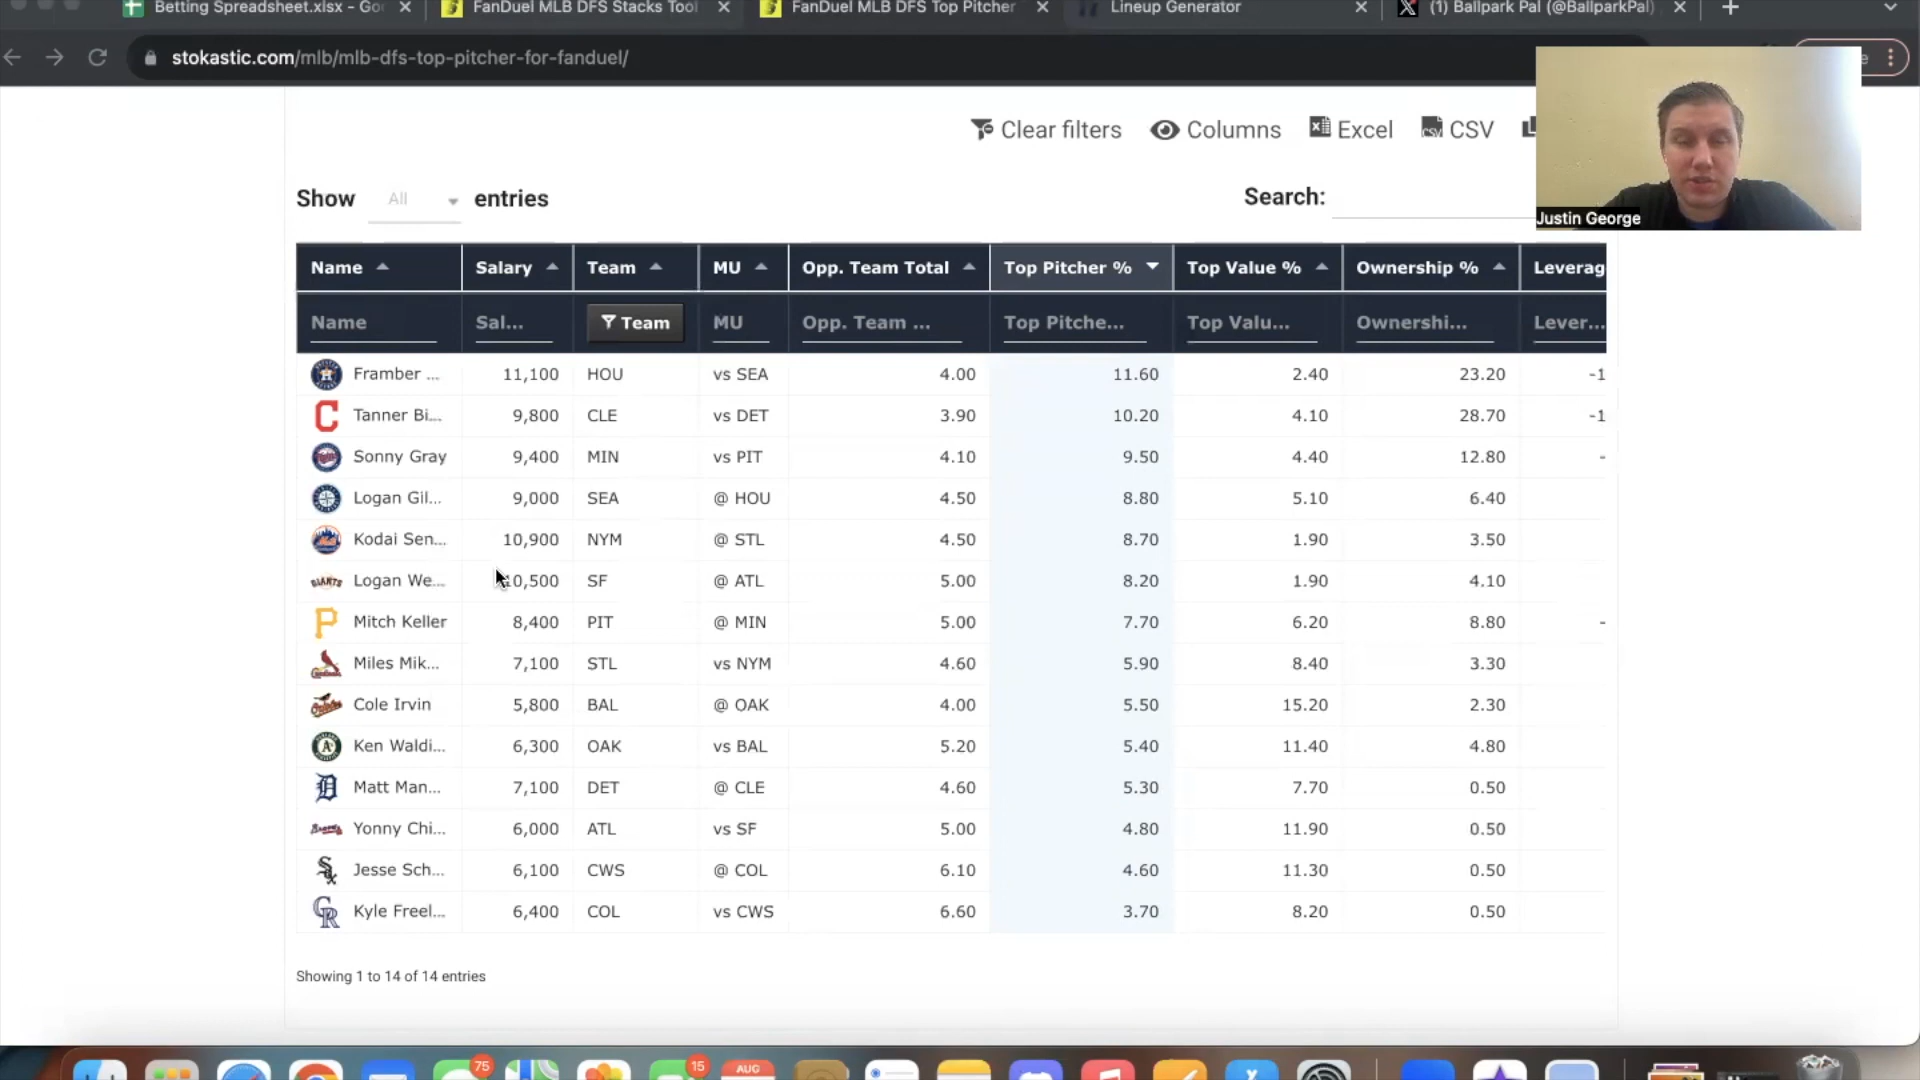 Betting Spreadsheet.xlsx - Goo
FanDuel MLB DFS Stacks Tool
FanDuel MLB DFS Top Pitcher
Lineup Generator
(1) Ballpark Pal (@BallparkPal)
stokastic.com/mlb/mlb-dfs-top-pitcher-for-fanduel/
Clear filters Columns Excel CSV
Justin George
Show All entries Search:
Name Salary Team MU Opp. Team Total Top Pitcher % Top Value % Ownership % Leverag
Name Sal... Team MU Opp. Team ... Top Pitche... Top Valu... Ownershi... Lever...
Framber ... 11,100 HOU vs SEA 4.00 11.60 2.40 23.20 -1
Tanner Bi... 9,800 CLE vs DET 3.90 10.20 4.10 28.70 -1
Sonny Gray 9,400 MIN vs PIT 4.10 9.50 4.40 12.80 -
Logan Gil... 9,000 SEA @ HOU 4.50 8.80 5.10 6.40
Kodai Sen... 10,900 NYM @ STL 4.50 8.70 1.90 3.50
Logan We... 10,500 SF @ ATL 5.00 8.20 1.90 4.10
Mitch Keller 8,400 PIT @ MIN 5.00 7.70 6.20 8.80 -
Miles Mik... 7,100 STL vs NYM 4.60 5.90 8.40 3.30
Cole Irvin 5,800 BAL @ OAK 4.00 5.50 15.20 2.30
Ken Waldi... 6,300 OAK vs BAL 5.20 5.40 11.40 4.80
Matt Man... 7,100 DET @ CLE 4.60 5.30 7.70 0.50
Yonny Chi... 6,000 ATL vs SF 5.00 4.80 11.90 0.50
Jesse Sch... 6,100 CWS @ COL 6.10 4.60 11.30 0.50
Kyle Freel... 6,400 COL vs CWS 6.60 3.70 8.20 0.50
Showing 1 to 14 of 14 entries
75
15
AUG